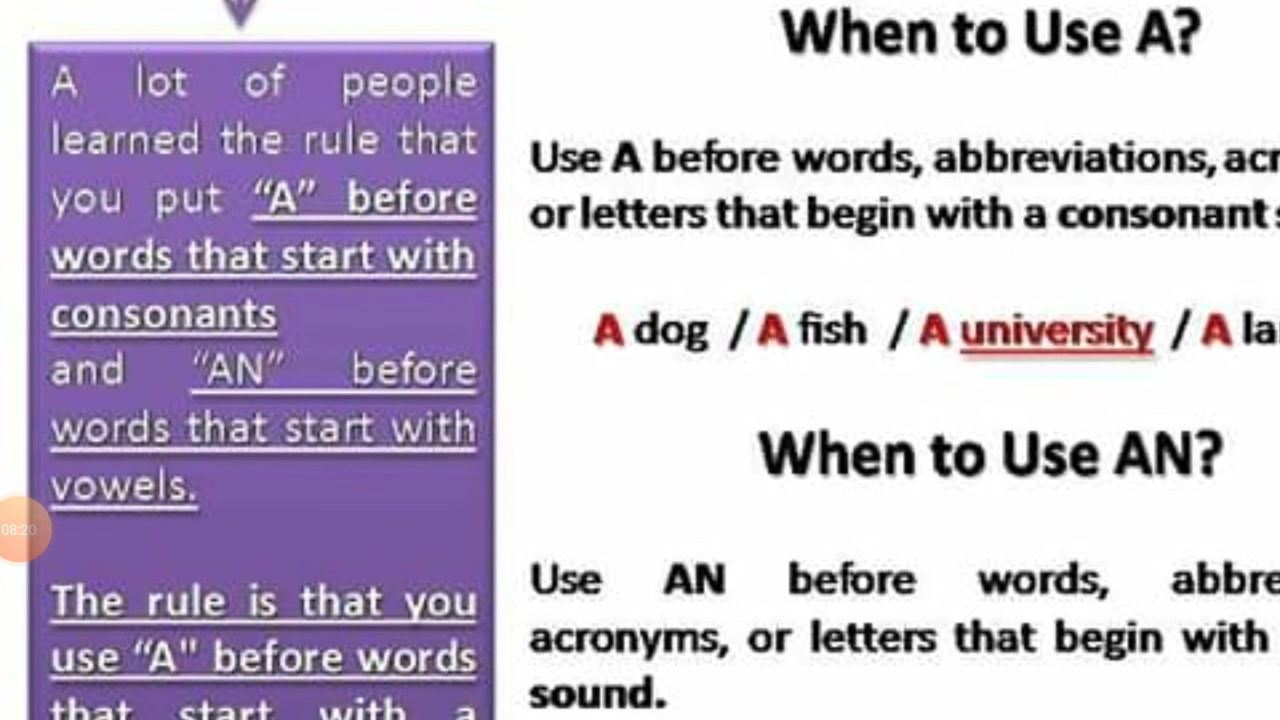 A lot of people
learned the rule that
you put “A” before
words that start with
consonants
and “AN” before
words that start with
vowels.
The rule is that you
use “A" before words
that start with a
When to Use A?
Use A before words, abbreviations,
or letters that begin with a consonant
A dog / A fish / A university / A
When to Use AN?
Use AN before words,
acronyms, or letters that begin with
sound.
08:20